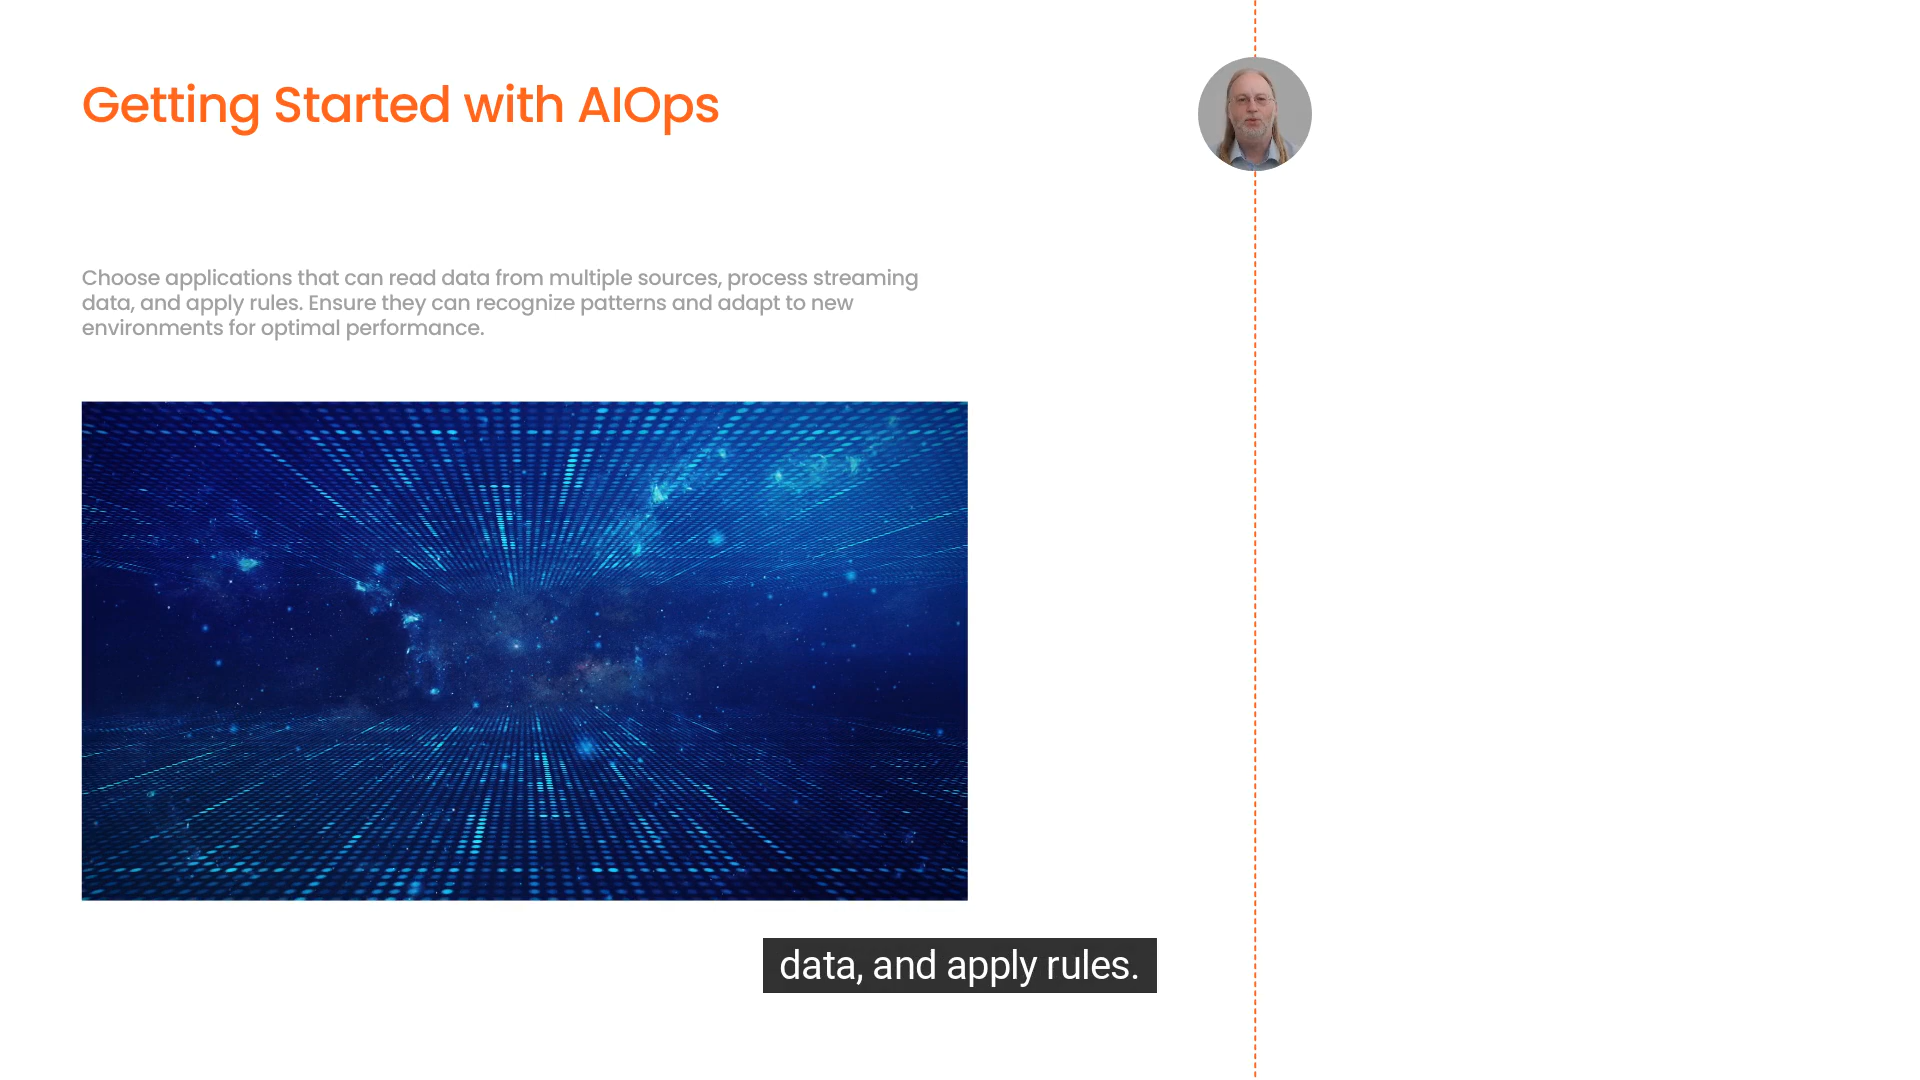 Getting Started with AIOps
Choose applications that can read data from multiple sources, process streaming
data, and apply rules. Ensure they can recognize patterns and adapt to new
environments for optimal performance.
data, and apply rules.